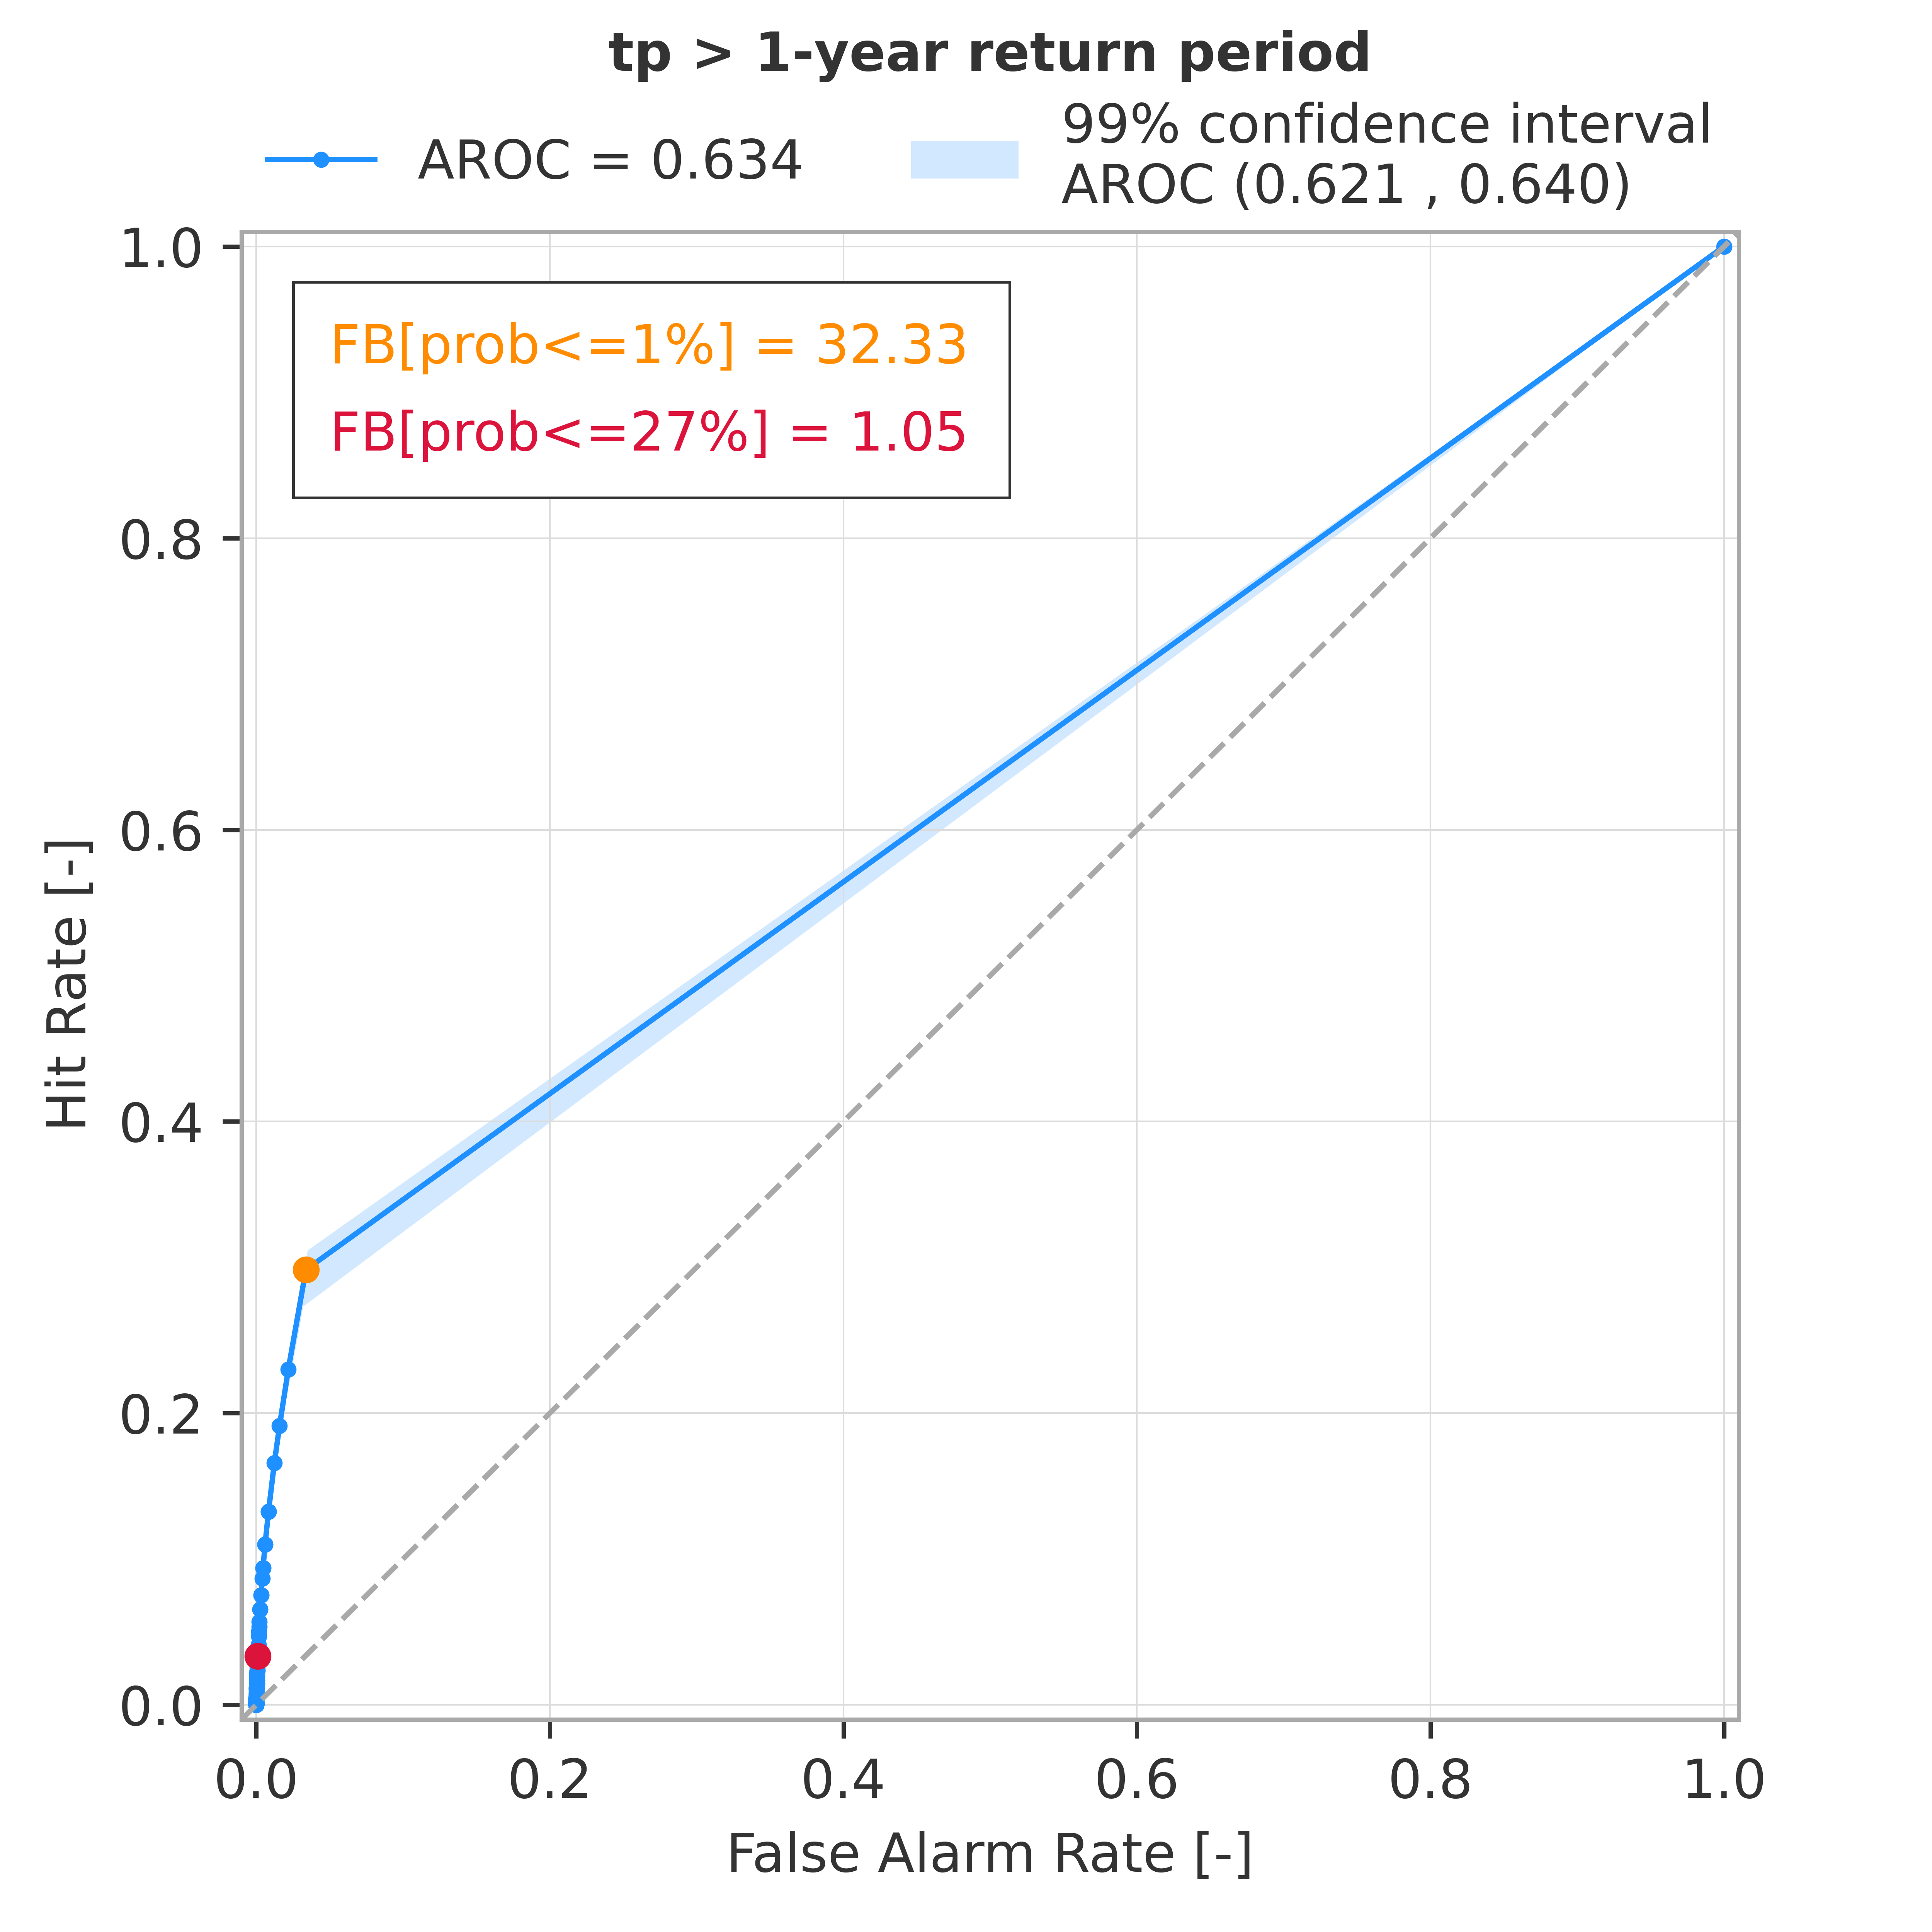 tp > 1-year return period
AROC = 0.634
99% confidence interval
AROC (0.621 , 0.640)
FB[prob<=1%] = 32.33
FB[prob<=27%] = 1.05
1.0
0.8
0.6
0.4
0.2
0.0
Hit Rate [-]
0.0 0.2 0.4 0.6 0.8 1.0
False Alarm Rate [-]